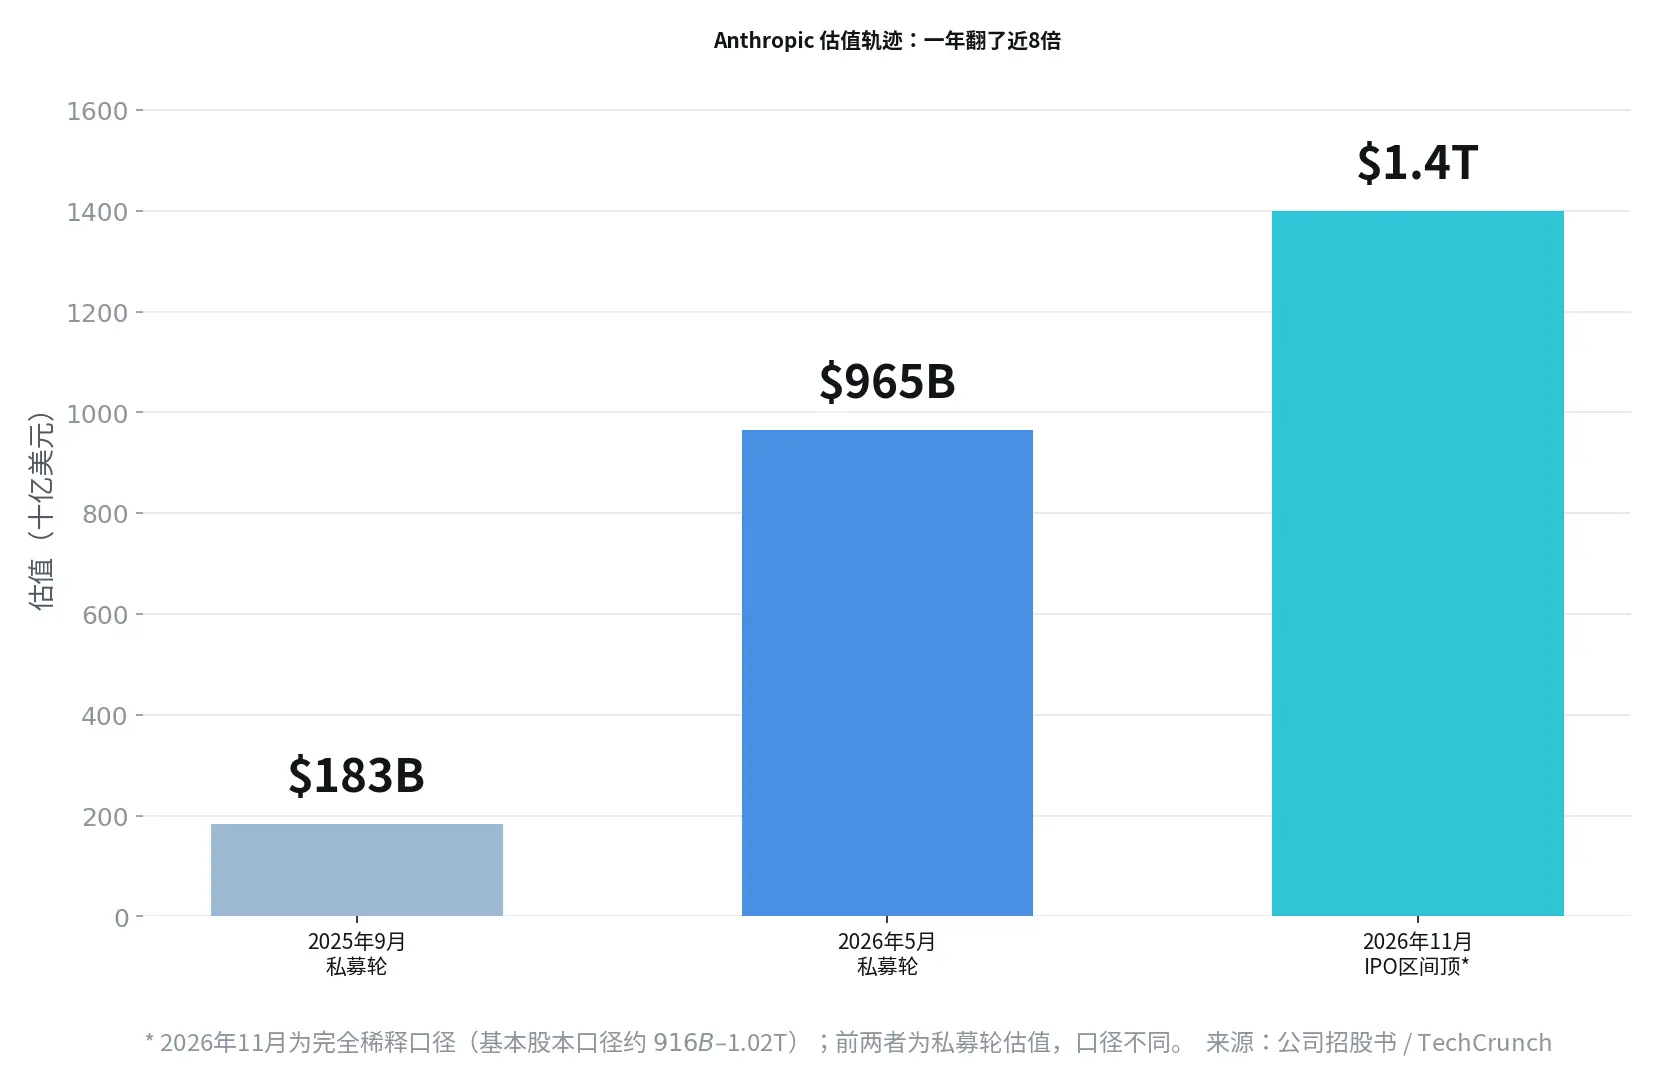 Anthropic 估值轨迹：一年翻了近8倍
1600
1400
1200
1000
800
600
400
200
0
估值（十亿美元）
$183B
$965B
$1.4T
2025年9月
私募轮
2026年5月
私募轮
2026年11月
IPO区间顶*
* 2026年11月为完全稀释口径（基本股本口径约 916B–1.02T）；前两者为私募轮估值，口径不同。 来源：公司招股书 / TechCrunch